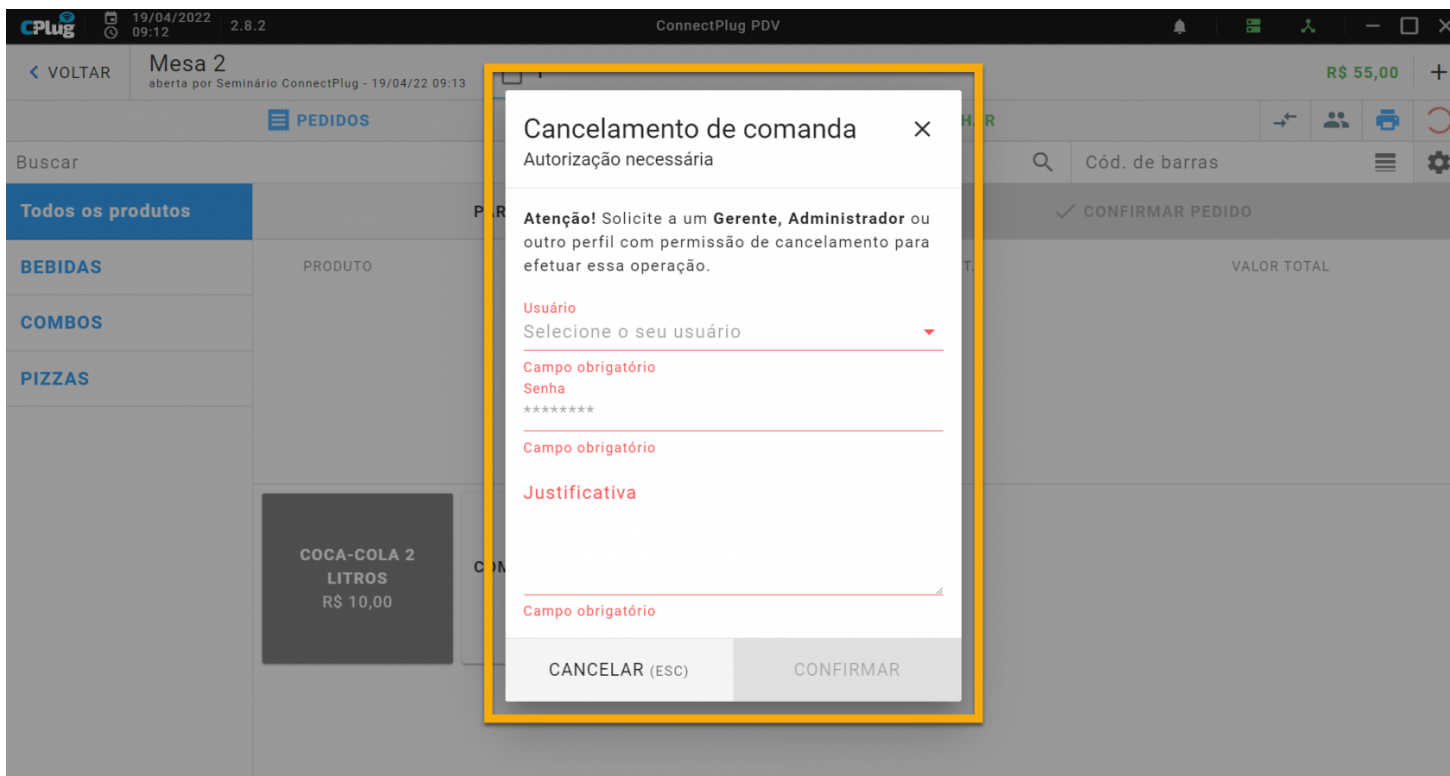 CPlug
19/04/2022
09:12
2.8.2
ConnectPlug PDV
VOLTAR
Mesa 2
aberta por Seminário ConnectPlug - 19/04/22 09:13
R$ 55,00
PEDIDOS
Buscar
Cód. de barras
Todos os produtos
CONFIRMAR PEDIDO
BEBIDAS
COMBOS
PIZZAS
PRODUTO
VALOR TOTAL
Cancelamento de comanda
Autorização necessária
Atenção! Solicite a um Gerente, Administrador ou
outro perfil com permissão de cancelamento para
efetuar essa operação.
Usuário
Selecione o seu usuário
Campo obrigatório
Senha
********
Campo obrigatório
Justificativa
Campo obrigatório
CANCELAR (ESC)
CONFIRMAR
COCA-COLA 2
LITROS
R$ 10,00